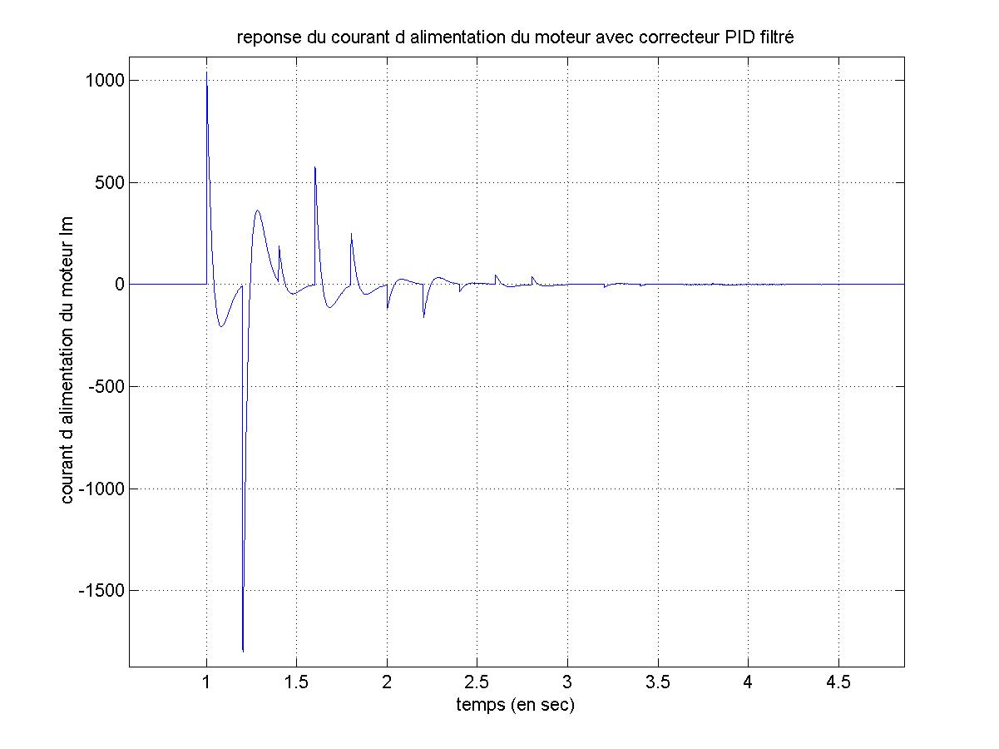 reponse du courant d alimentation du moteur avec correcteur PID filtré
1000
500
0
-500
-1000
-1500
courant d alimentation du moteur Im
1 1.5 2 2.5 3 3.5 4 4.5
temps (en sec)